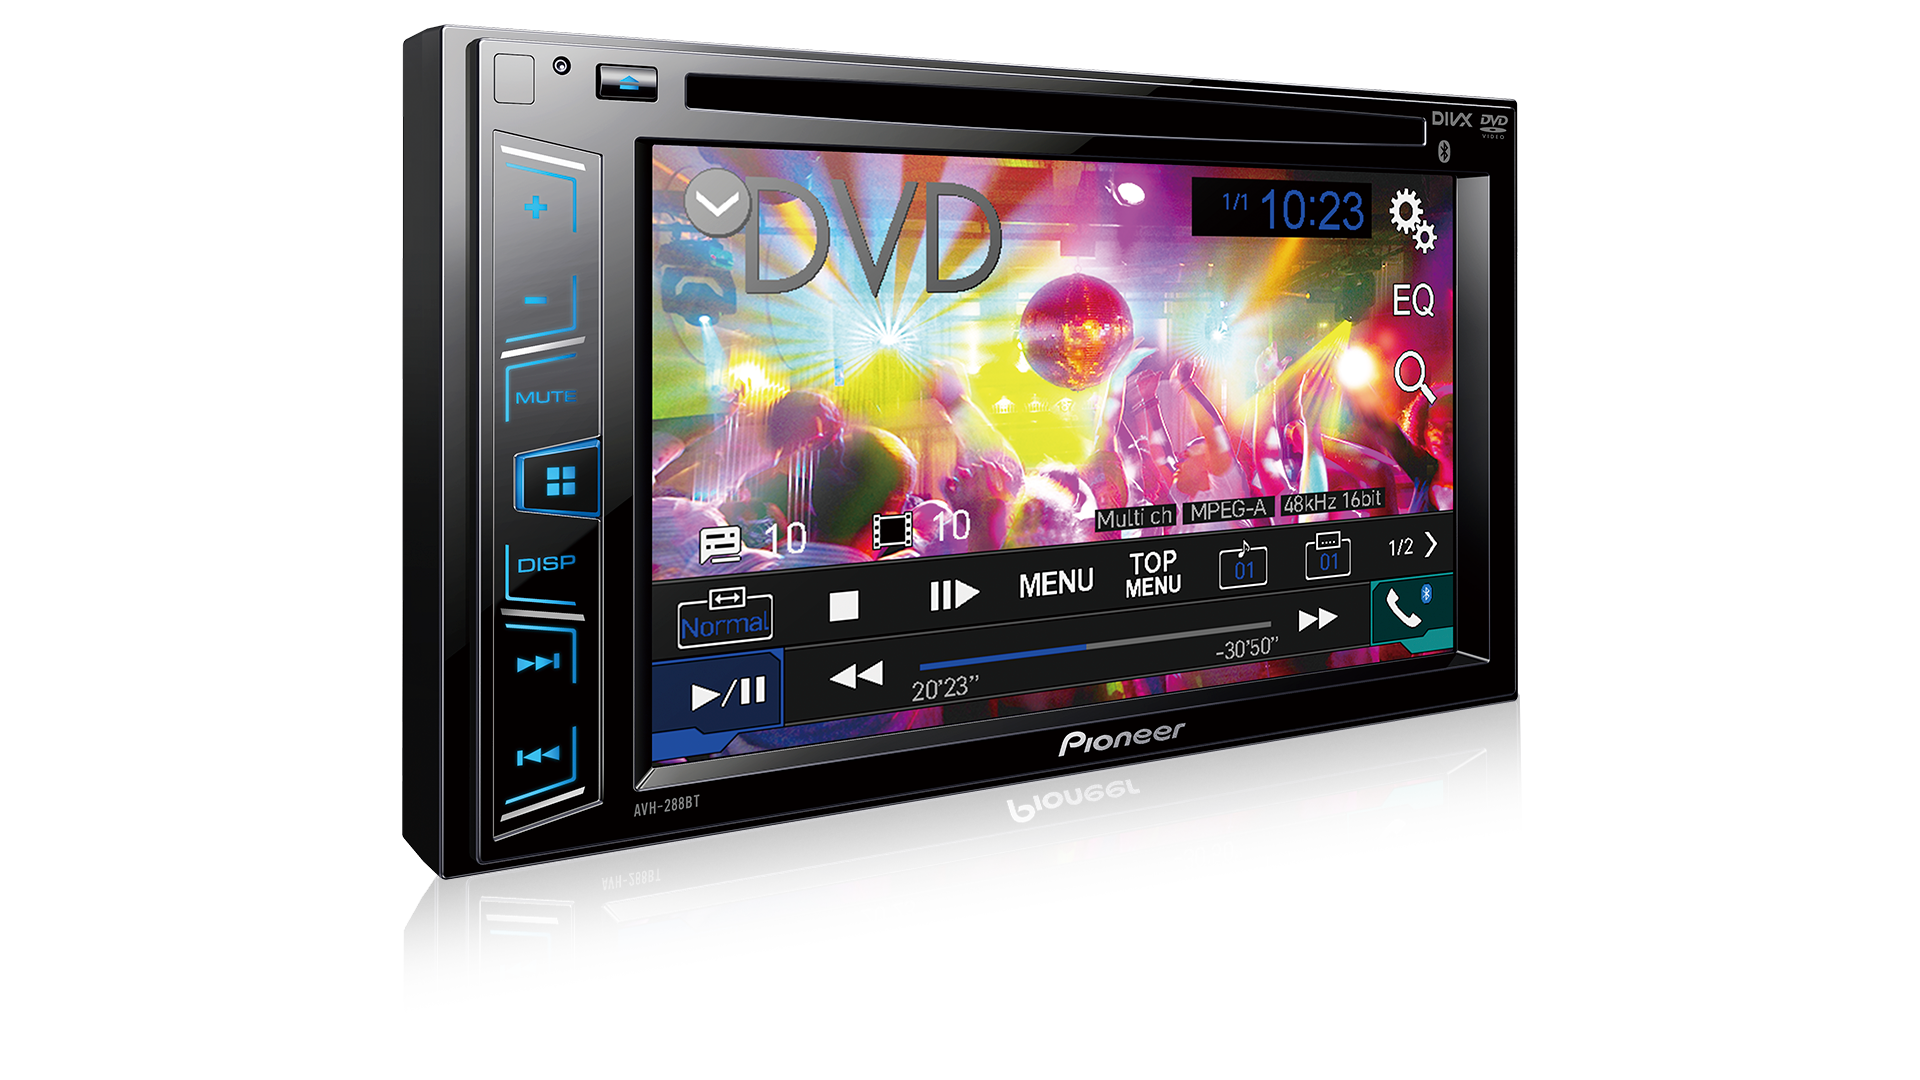 DIVX DVD
VIDEO
DVD
1/1 10:23
EQ
MUTE
DISP
10
10
Multi ch MPEG-A 48kHz 16bit
Normal
MENU
TOP
MENU
01
01
1/2
20'23"
-30'50"
Pioneer
AVH-288BT